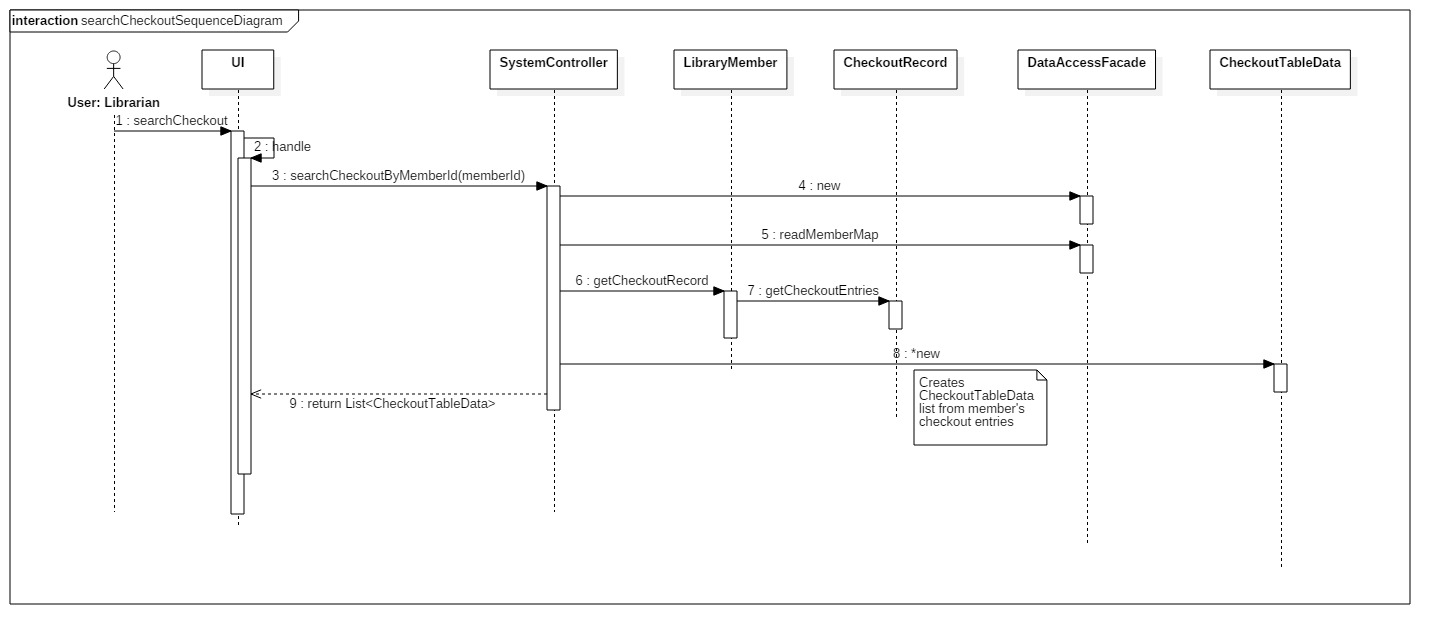 interaction searchCheckoutSequenceDiagram
User: Librarian
UI
SystemController
LibraryMember
CheckoutRecord
DataAccessFacade
CheckoutTableData
1 : searchCheckout
2 : handle
3 : searchCheckoutByMemberId(memberId)
4 : new
5 : readMemberMap
6 : getCheckoutRecord
7 : getCheckoutEntries
8 : *new
Creates
CheckoutTableData
list from member's
checkout entries
9 : return List<CheckoutTableData>